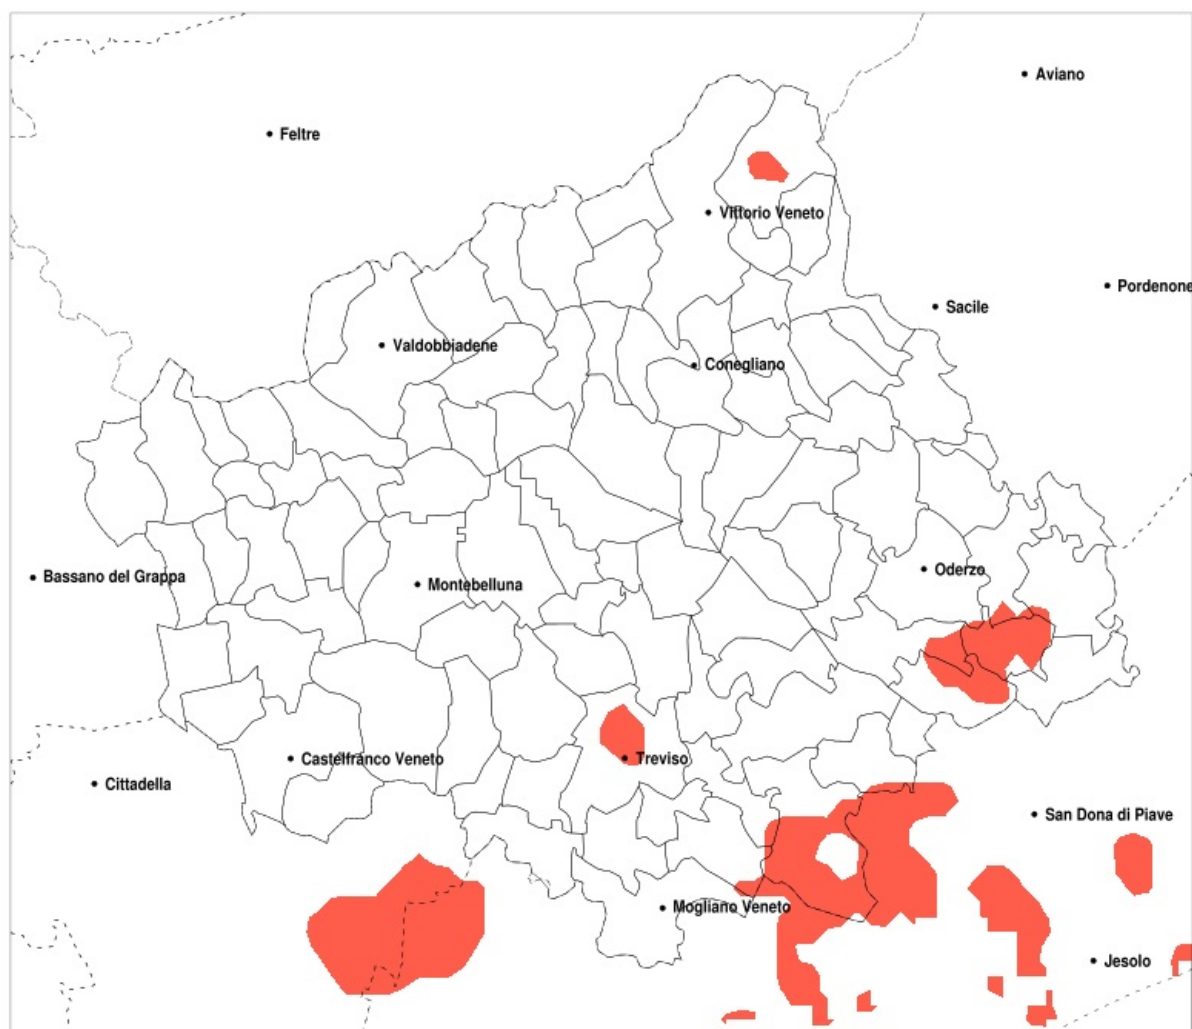 Aviano
Feltre
Vittorio Veneto
Pordenone
Sacile
Valdobbiadene
Conegliano
Bassano del Grappa
Oderzo
Montebelluna
Castelfranco Veneto
Treviso
Cittadella
San Dona di Piave
Mogliano Veneto
Jesolo